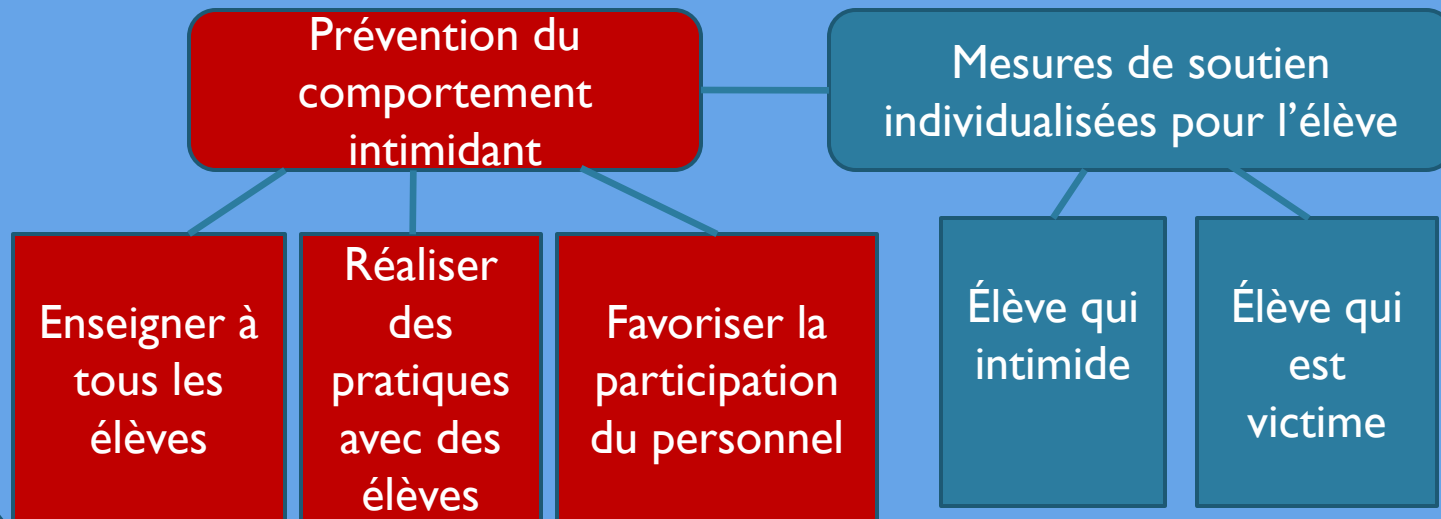 Prévention du
comportement
intimidant
Mesures de soutien
individualisées pour l'élève
Enseigner à
tous les
élèves
Réaliser
des
pratiques
avec des
élèves
Favoriser la
participation
du personnel
Élève qui
intimide
Élève qui
est
victime